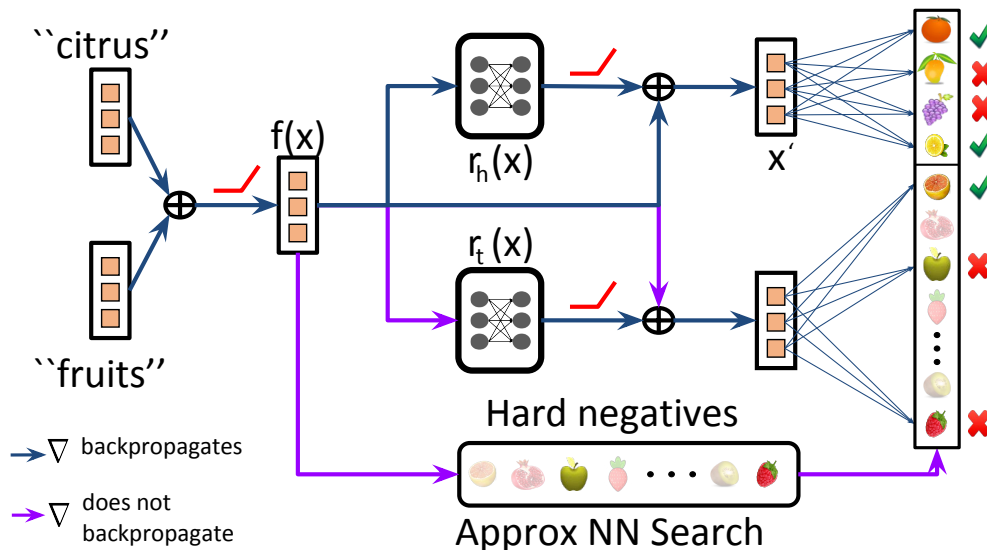 ``citrus’’
f(x)
r_h(x)
x‘
r_t (x)
``fruits’’
Hard negatives
▽ backpropagates
▽ does not
backpropagate
Approx NN Search